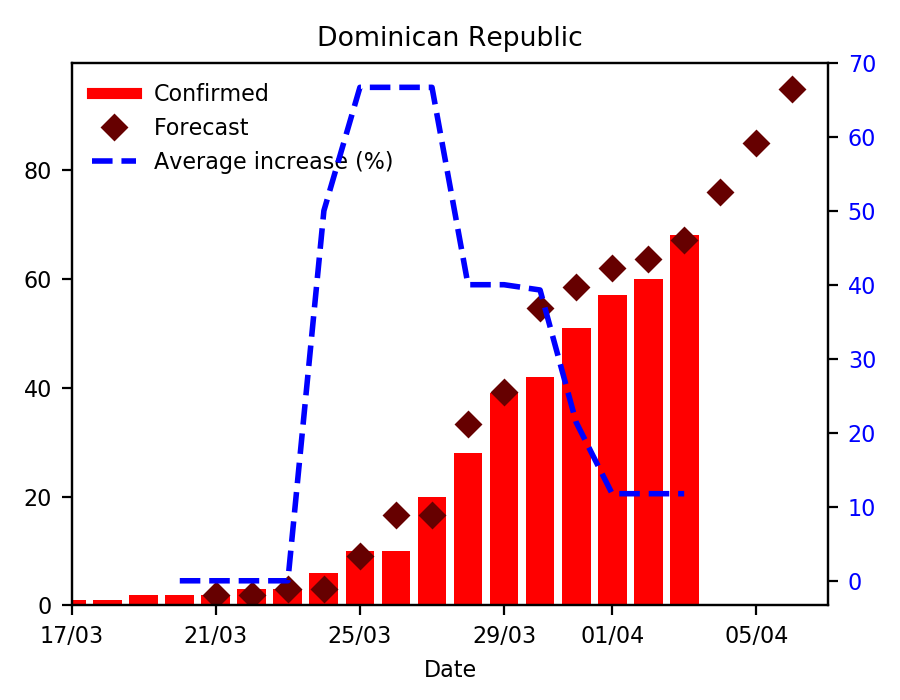 Dominican Republic
Confirmed
Forecast
Average increase (%)
80
60
40
20
0
70
60
50
40
30
20
10
0
17/03 21/03 25/03 29/03 01/04 05/04
Date